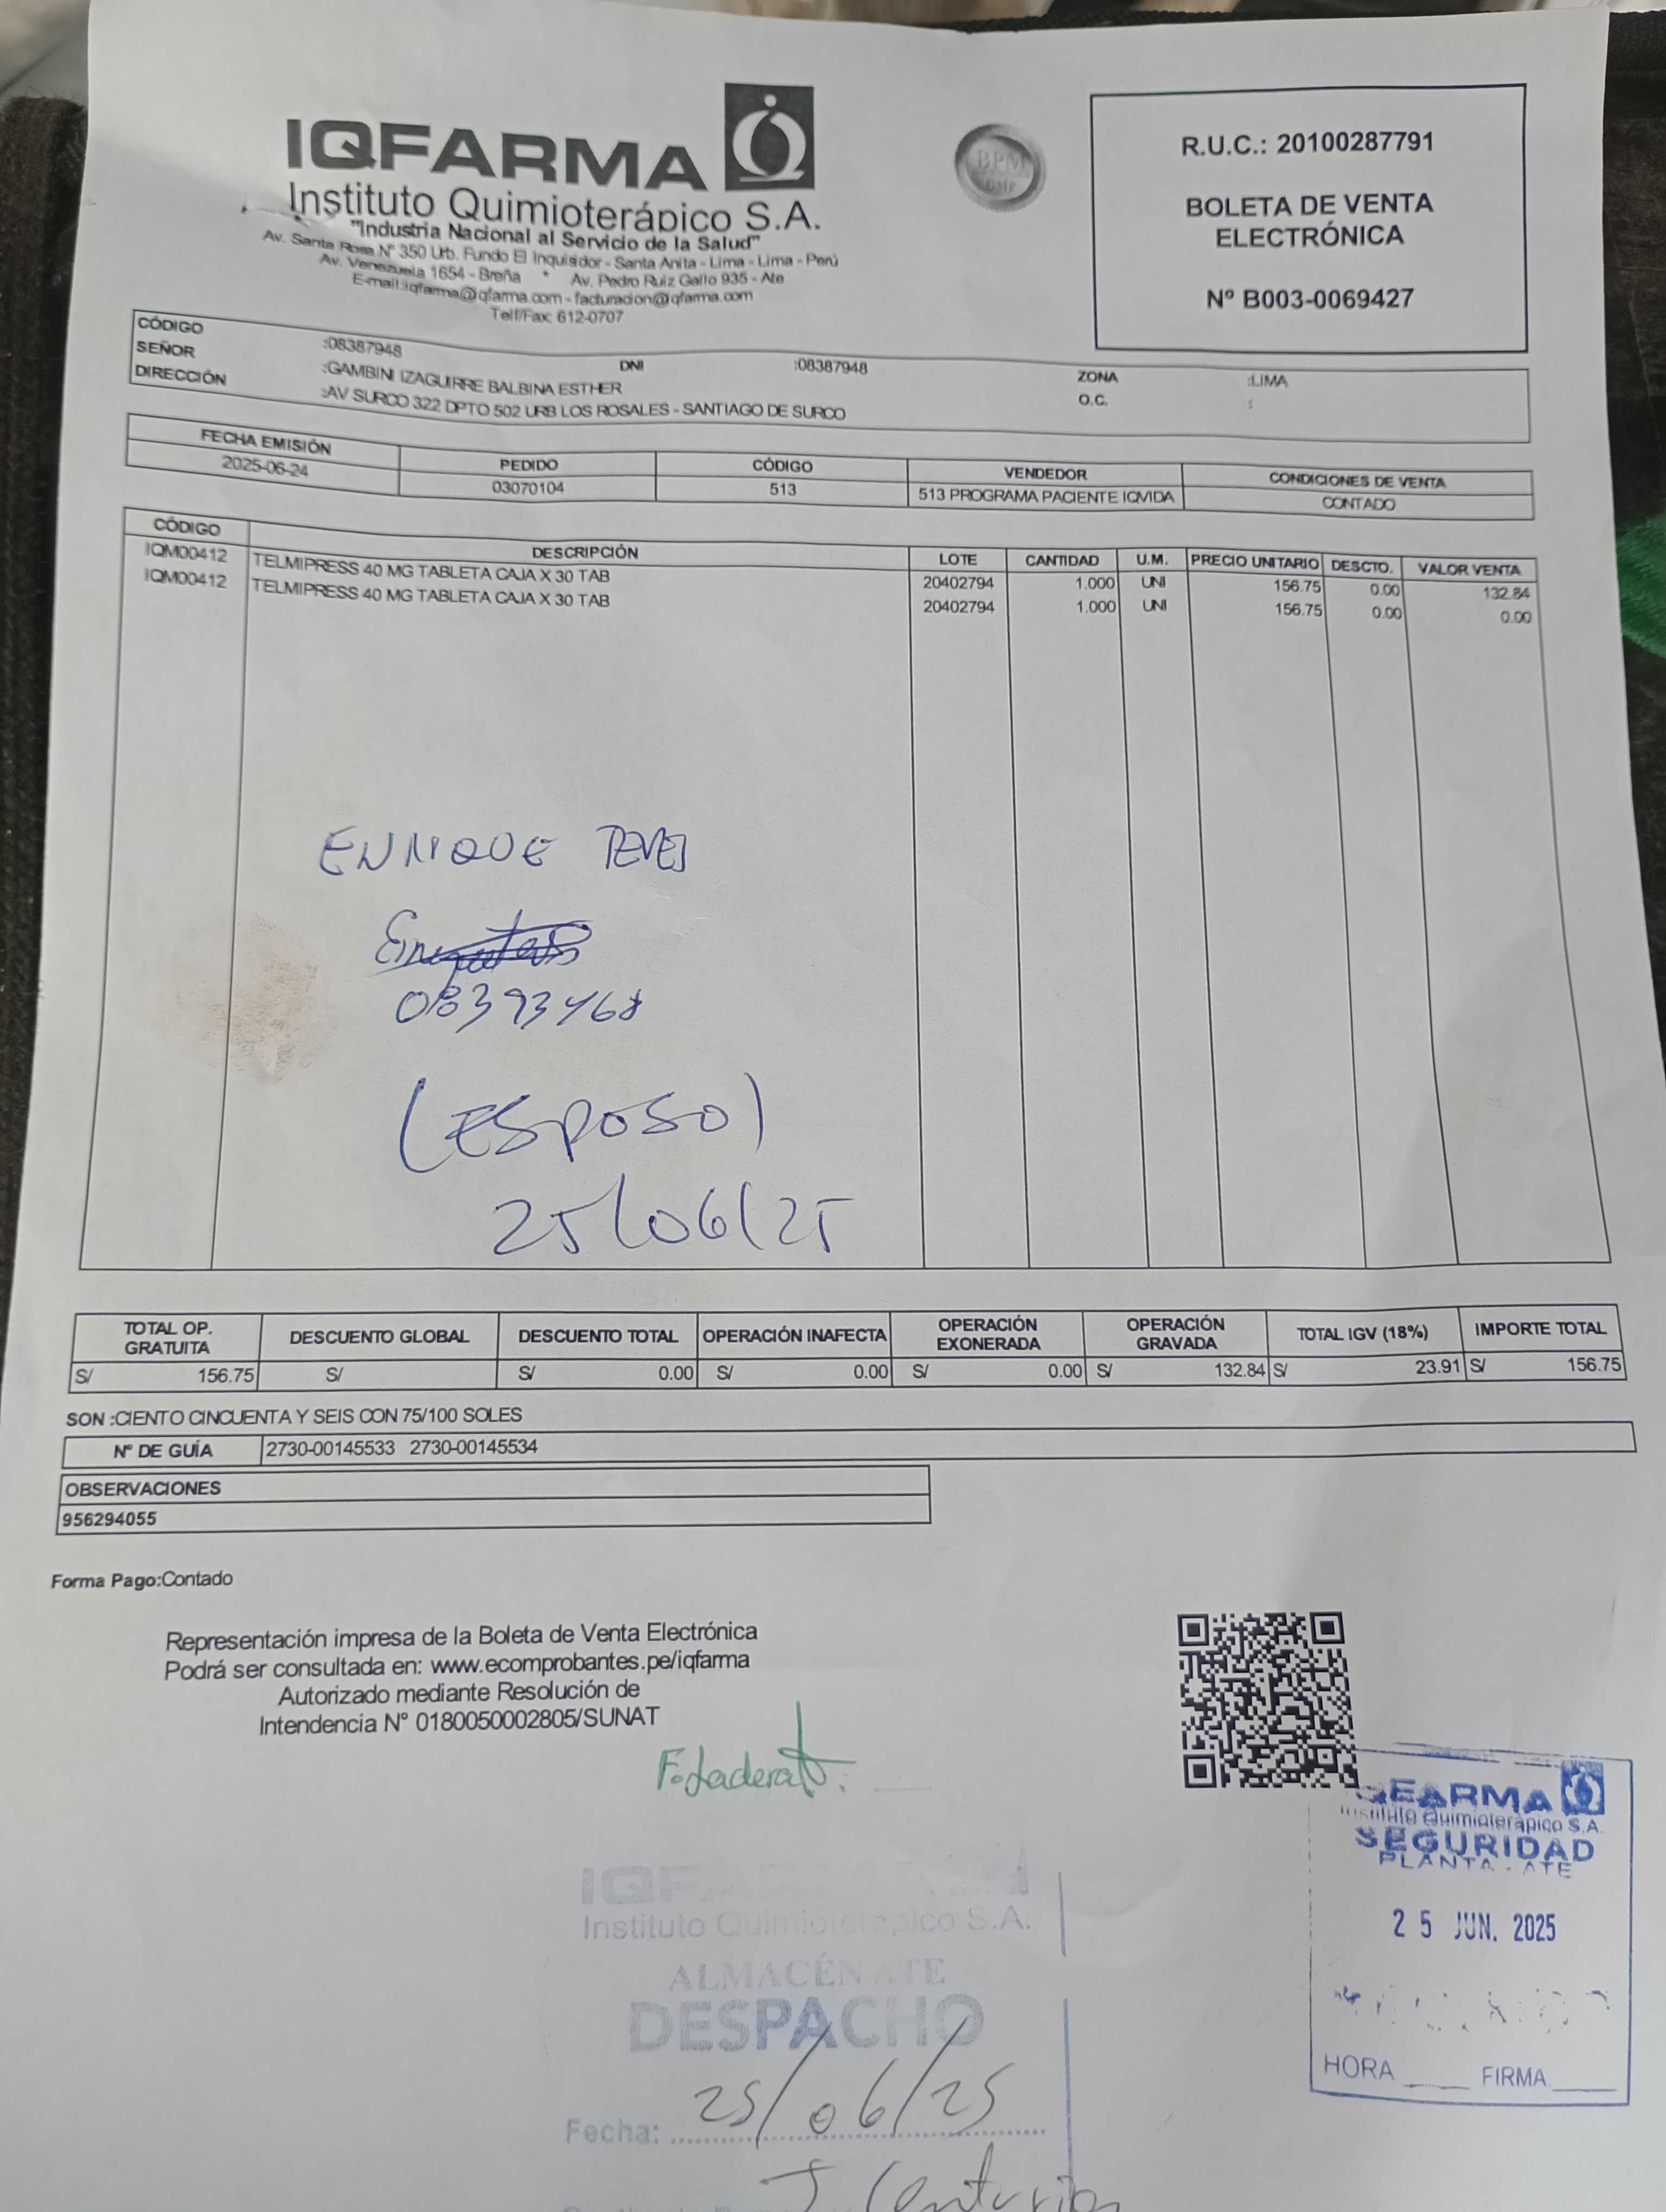 IQFARMA
Instituto Quimioterápico S.A.
"Industria Nacional al Servicio de la Salud"
Av. Santa Rosa N° 350 Urb. Fundo El Inquisidor - Santa Anita - Lima - Lima - Perú
Av. Venezuela 1654 - Breña * Av. Pedro Ruiz Gallo 935 - Ate
E-mail:iqfarma@iqfarma.com - facturacion@iqfarma.com
Telf/Fax: 612-0707
BPM
GMP
R.U.C.: 20100287791
BOLETA DE VENTA
ELECTRÓNICA
Nº B003-0069427
CÓDIGO :08387948 DNI :08387948 ZONA :LIMA
SEÑOR :GAMBINI IZAGUIRRE BALBINA ESTHER O.C. :
DIRECCIÓN :AV SURCO 322 DPTO 502 URB LOS ROSALES - SANTIAGO DE SURCO
FECHA EMISIÓN PEDIDO CÓDIGO VENDEDOR CONDICIONES DE VENTA
2025-06-24 03070104 513 513 PROGRAMA PACIENTE IQVIDA CONTADO
CÓDIGO DESCRIPCIÓN LOTE CANTIDAD U.M. PRECIO UNITARIO DESCTO. VALOR VENTA
IQM00412 TELMIPRESS 40 MG TABLETA CAJA X 30 TAB 20402794 1.000 UNI 156.75 0.00 132.84
IQM00412 TELMIPRESS 40 MG TABLETA CAJA X 30 TAB 20402794 1.000 UNI 156.75 0.00 0.00
ENRIQUE
08393468
(ESPOSO)
25/06/25
TOTAL OP. GRATUITA DESCUENTO GLOBAL DESCUENTO TOTAL OPERACIÓN INAFECTA OPERACIÓN EXONERADA OPERACIÓN GRAVADA TOTAL IGV (18%) IMPORTE TOTAL
S/ 156.75 S/ S/ 0.00 S/ 0.00 S/ 0.00 S/ 132.84 S/ 23.91 S/ 156.75
SON :CIENTO CINCUENTA Y SEIS CON 75/100 SOLES
Nº DE GUÍA 2730-00145533 2730-00145534
OBSERVACIONES
956294055
Forma Pago:Contado
Representación impresa de la Boleta de Venta Electrónica
Podrá ser consultada en: www.ecomprobantes.pe/iqfarma
Autorizado mediante Resolución de
Intendencia N° 0180050002805/SUNAT
IQFARMA
Instituto Quimioterápico S.A.
SEGURIDAD
PLANTA - ATE
25 JUN. 2025
HORA FIRMA
IQFARMA
Instituto Quimioterápico S.A.
ALMACÉN ATE
DESPACHO
Fecha: 25/06/25